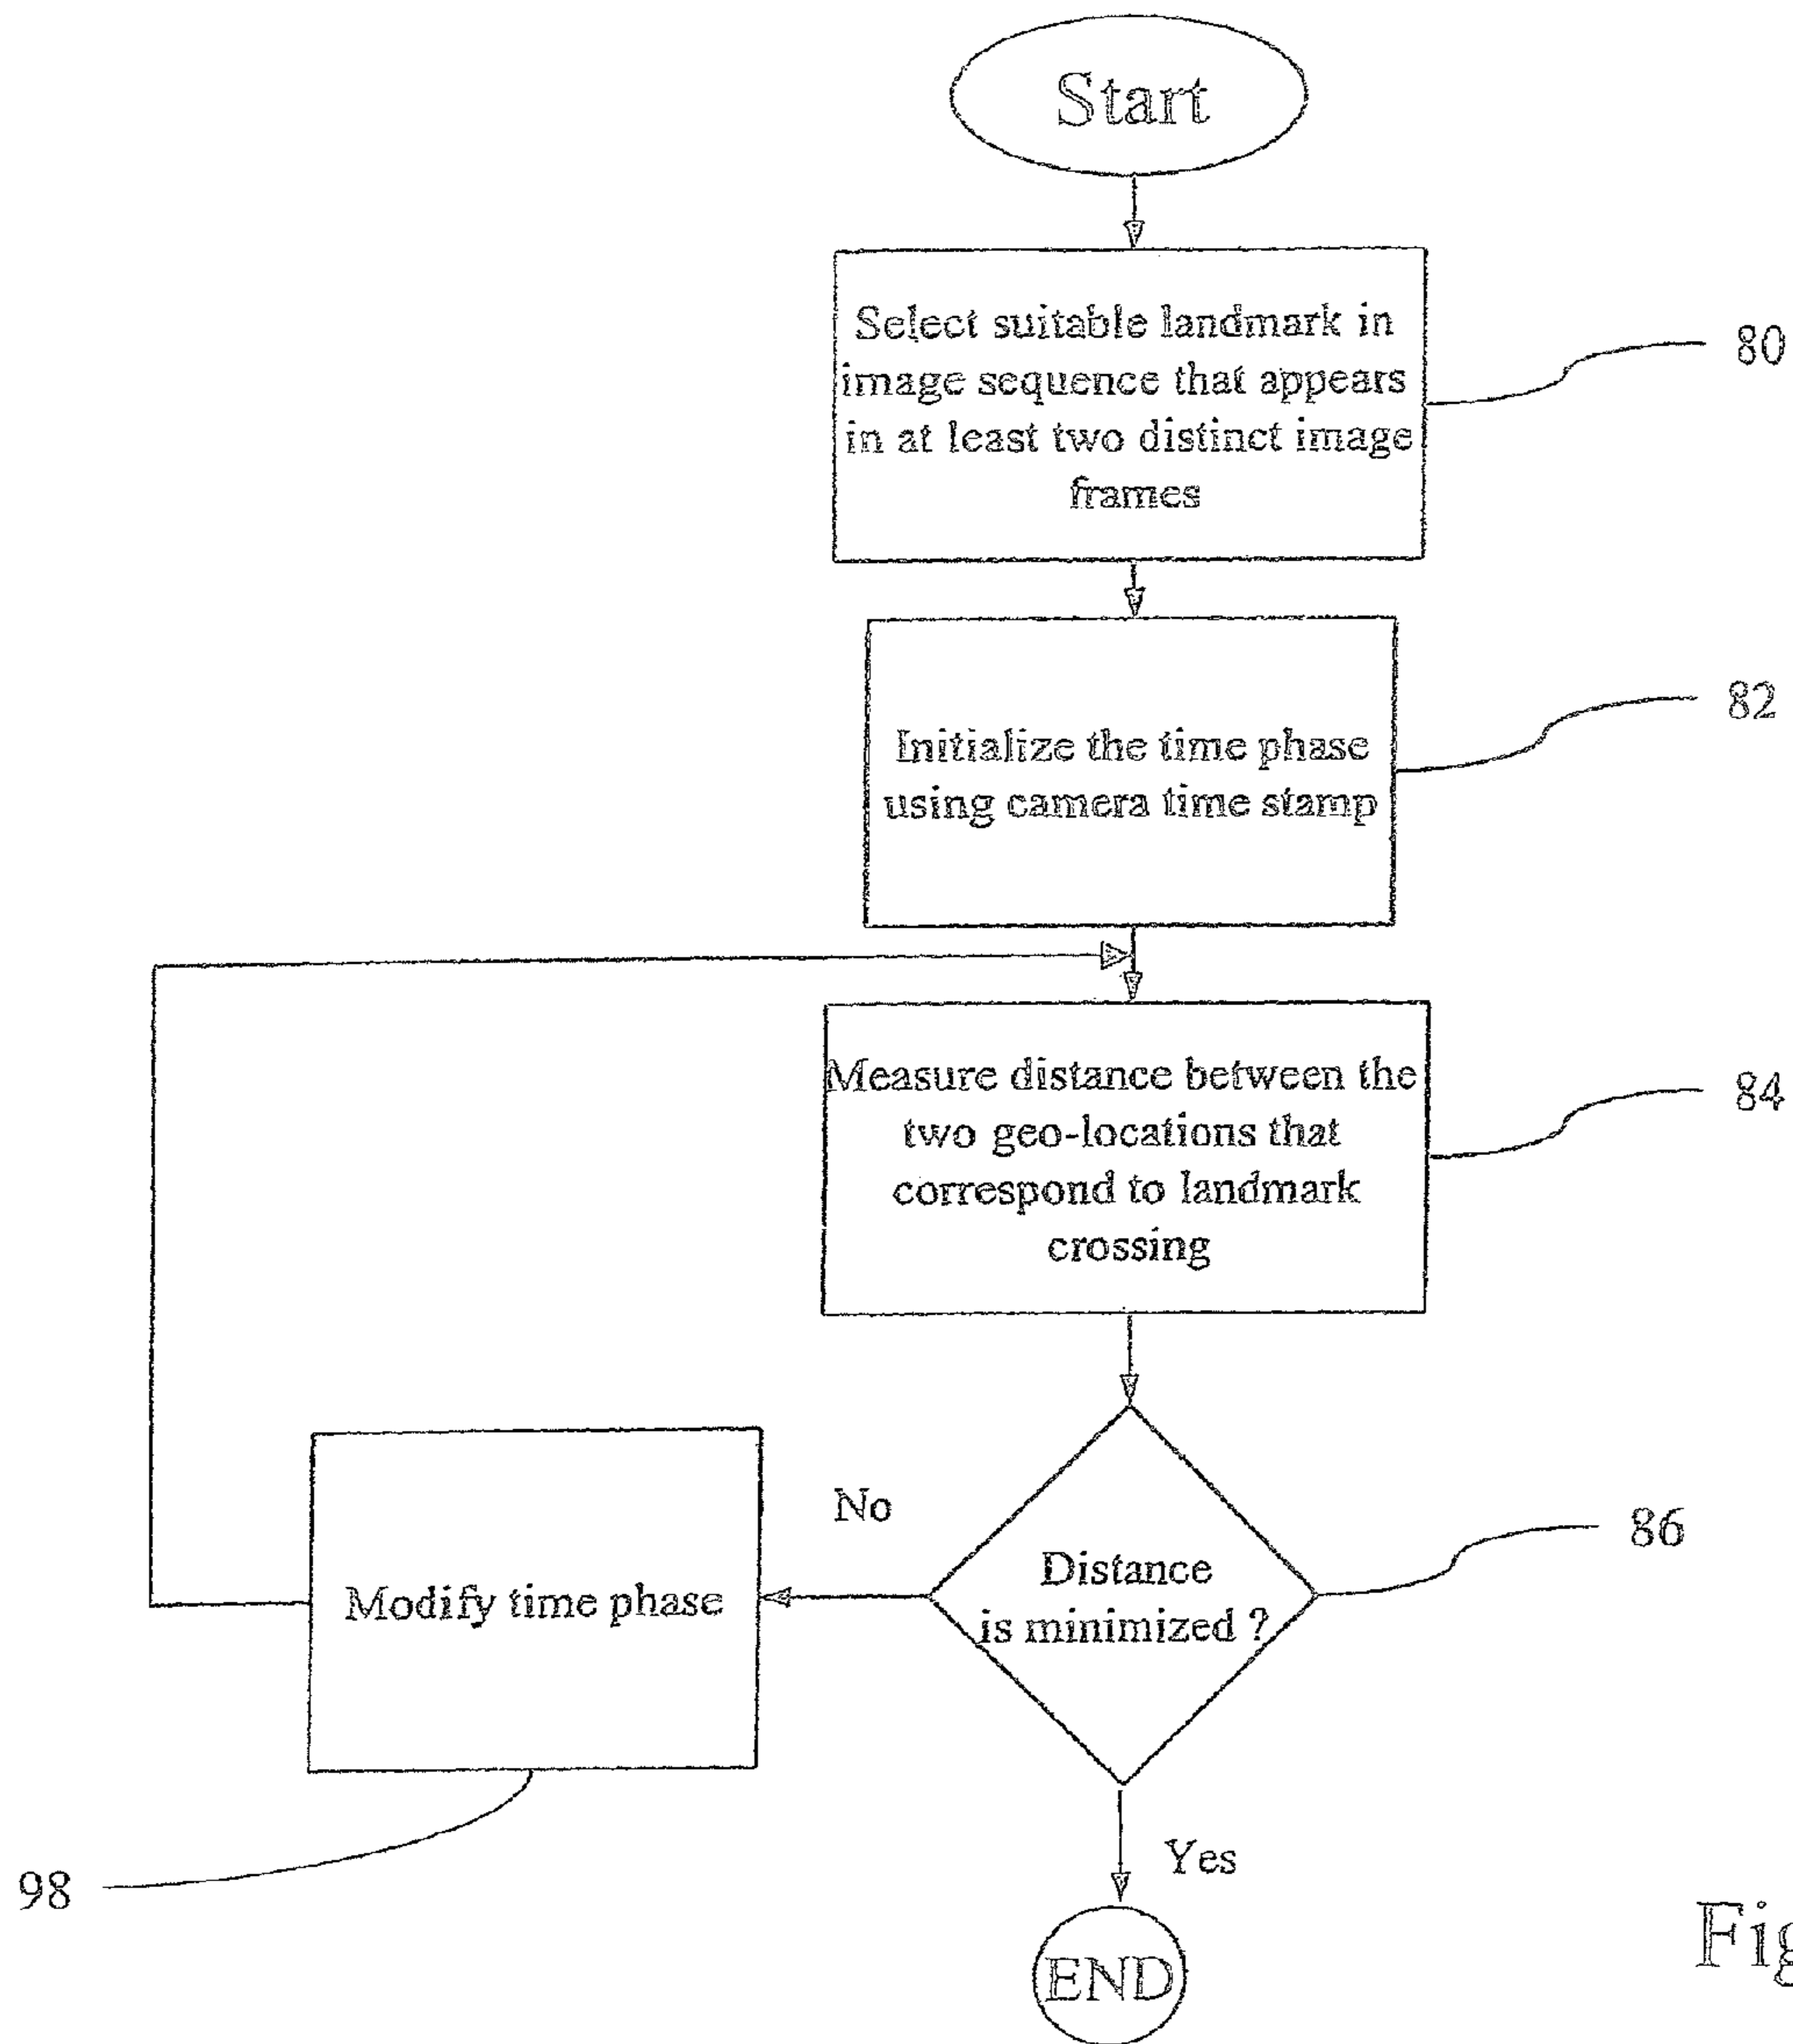 Start
Select suitable landmark in
image sequence that appears
in at least two distinct image
frames
80
Initialize the time phase
using camera time stamp
82
Measure distance between the
two geo-locations that
correspond to landmark
crossing
84
No
Distance
is minimized ?
86
Modify time phase
98
Yes
END
Fig